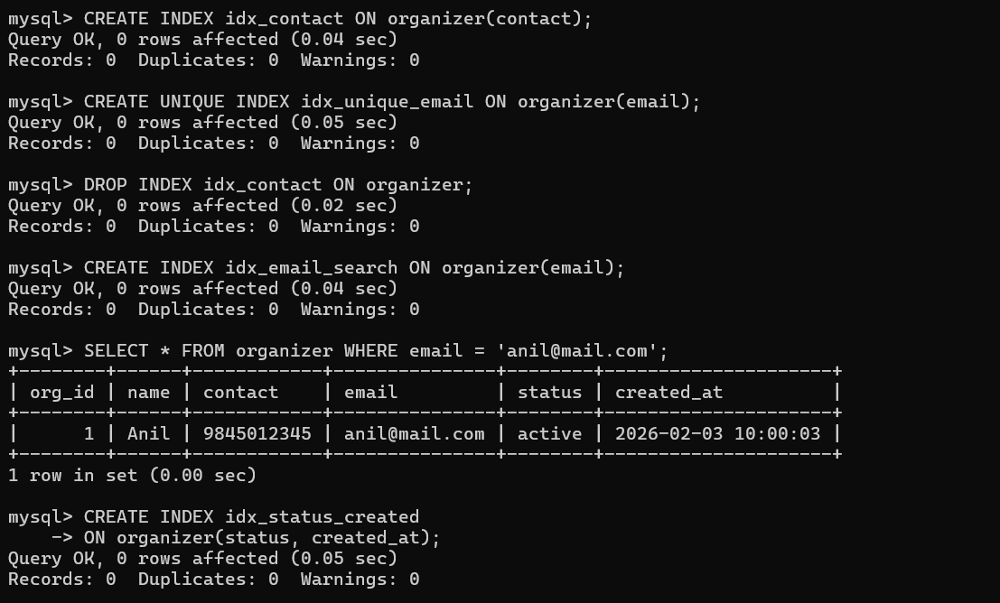 mysql> CREATE INDEX idx_contact ON organizer(contact);
Query OK, 0 rows affected (0.04 sec)
Records: 0  Duplicates: 0  Warnings: 0

mysql> CREATE UNIQUE INDEX idx_unique_email ON organizer(email);
Query OK, 0 rows affected (0.05 sec)
Records: 0  Duplicates: 0  Warnings: 0

mysql> DROP INDEX idx_contact ON organizer;
Query OK, 0 rows affected (0.02 sec)
Records: 0  Duplicates: 0  Warnings: 0

mysql> CREATE INDEX idx_email_search ON organizer(email);
Query OK, 0 rows affected (0.04 sec)
Records: 0  Duplicates: 0  Warnings: 0

mysql> SELECT * FROM organizer WHERE email = 'anil@mail.com';
+--------+------+------------+---------------+--------+---------------------+
| org_id | name | contact    | email         | status | created_at          |
+--------+------+------------+---------------+--------+---------------------+
|      1 | Anil | 9845012345 | anil@mail.com | active | 2026-02-03 10:00:03 |
+--------+------+------------+---------------+--------+---------------------+
1 row in set (0.00 sec)

mysql> CREATE INDEX idx_status_created
    -> ON organizer(status, created_at);
Query OK, 0 rows affected (0.05 sec)
Records: 0  Duplicates: 0  Warnings: 0